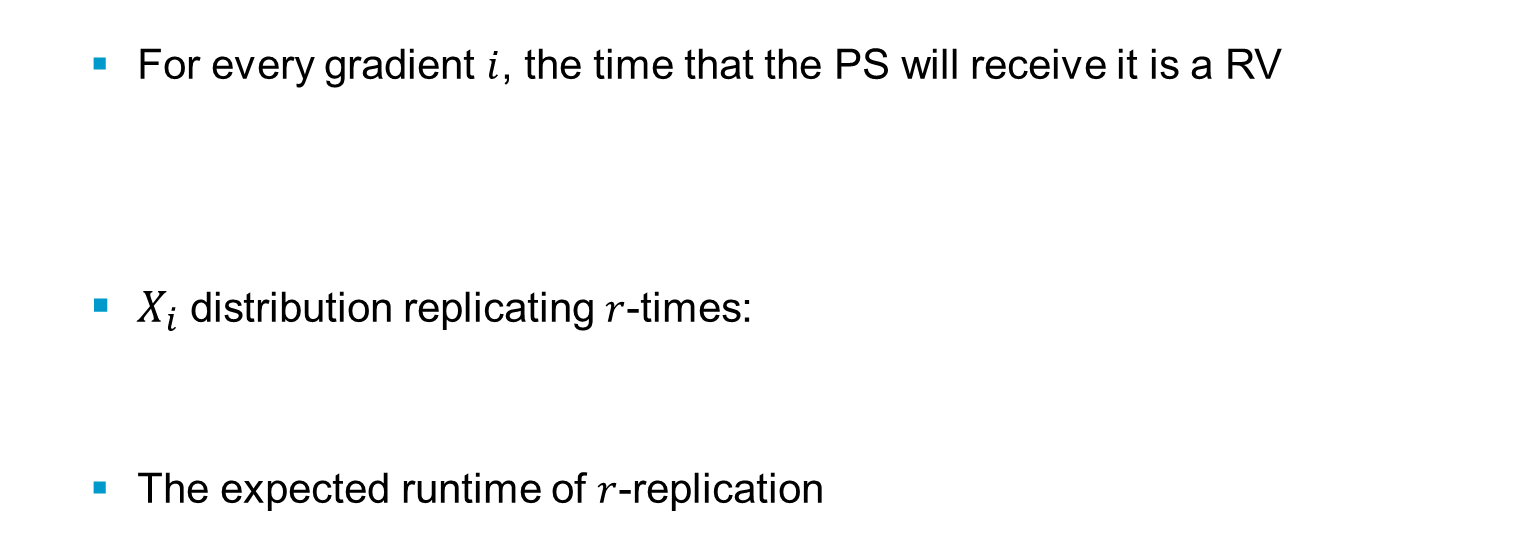 ▪ For every gradient 𝑖, the time that the PS will receive it is a RV
▪ 𝑋ᵢ distribution replicating 𝑟-times:
▪ The expected runtime of 𝑟-replication